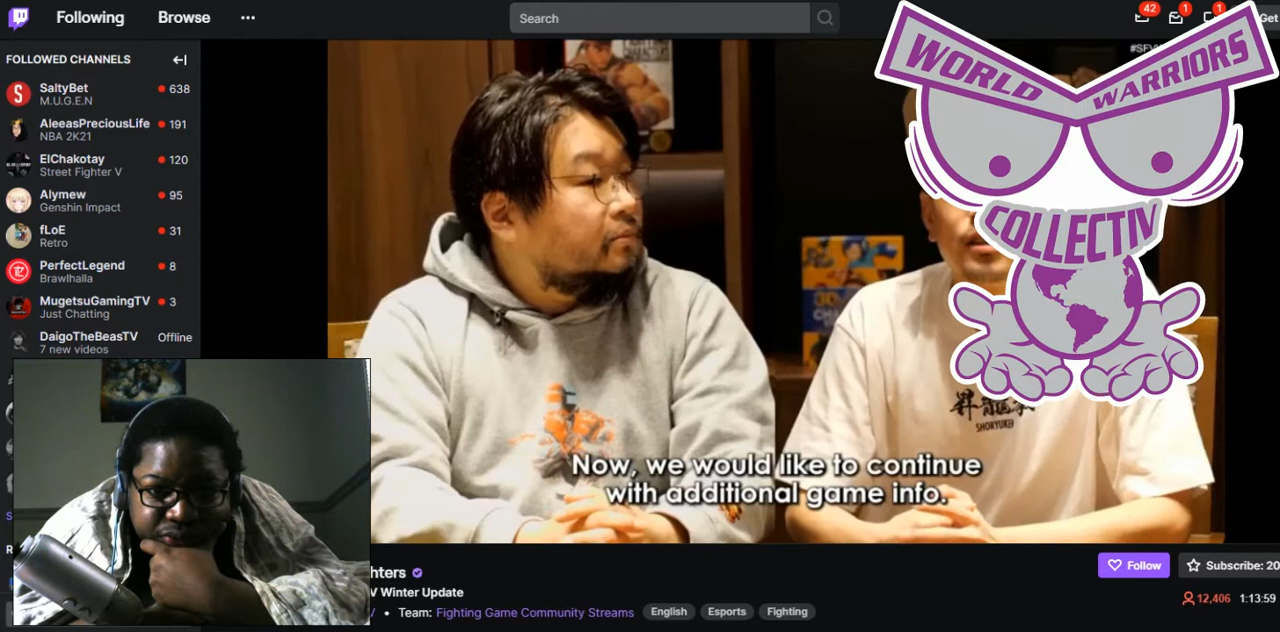 Following
Browse
Search
42
1
1
Get
FOLLOWED CHANNELS
SaltyBet
638
M.U.G.E.N
AleeasPreciousLife
191
NBA 2K21
ElChakotay
120
Street Fighter V
Alymew
95
Genshin Impact
fLoE
31
Retro
PerfectLegend
8
Brawlhalla
MugetsuGamingTV
3
Just Chatting
DaigoTheBeasTV
Offline
7 new videos
WORLD
WARRIORS
COLLECTIV
SHORYUKEN
Now, we would like to continue
with additional game info.
hters
V Winter Update
Team: Fighting Game Community Streams
English
Esports
Fighting
Follow
Subscribe: 20
12,406
1:13:59